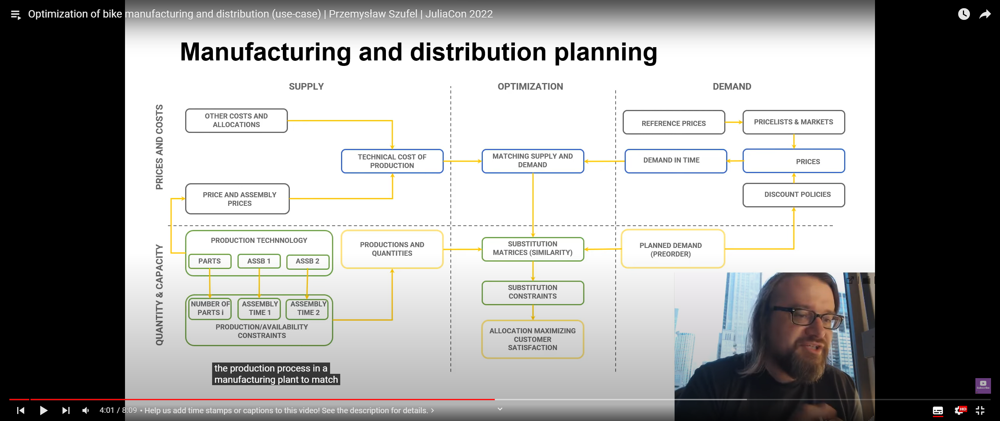 Optimization of bike manufacturing and distribution (use-case) | Przemysław Szufel | JuliaCon 2022
Manufacturing and distribution planning
SUPPLY
OPTIMIZATION
DEMAND
PRICES AND COSTS
OTHER COSTS AND
ALLOCATIONS
REFERENCE PRICES
PRICELISTS & MARKETS
TECHNICAL COST OF
PRODUCTION
MATCHING SUPPLY AND
DEMAND
DEMAND IN TIME
PRICES
PRICE AND ASSEMBLY
PRICES
DISCOUNT POLICIES
QUANTITY & CAPACITY
PRODUCTION TECHNNOLOGY
PARTS
ASSB 1
ASSB 2
PRODUCTIONS AND
QUANTITIES
SUBSTITUTION
MATRICES (SIMILARITY)
PLANNED DEMAND
(PREORDER)
NUMBER OF
PARTS i
ASSEMBLY
TIME 1
ASSEMBLY
TIME 2
PRODUCTION/AVAILABILITY
CONSTRAINTS
SUBSTITUTION
CONSTRAINTS
ALLOCATION MAXIMIZING
CUSTOMER
SATISFACTION
the production process in a
manufacturing plant to match
Subscribe
4:01 / 8:09 • Help us add time stamps or captions to this video! See the description for details.
HD